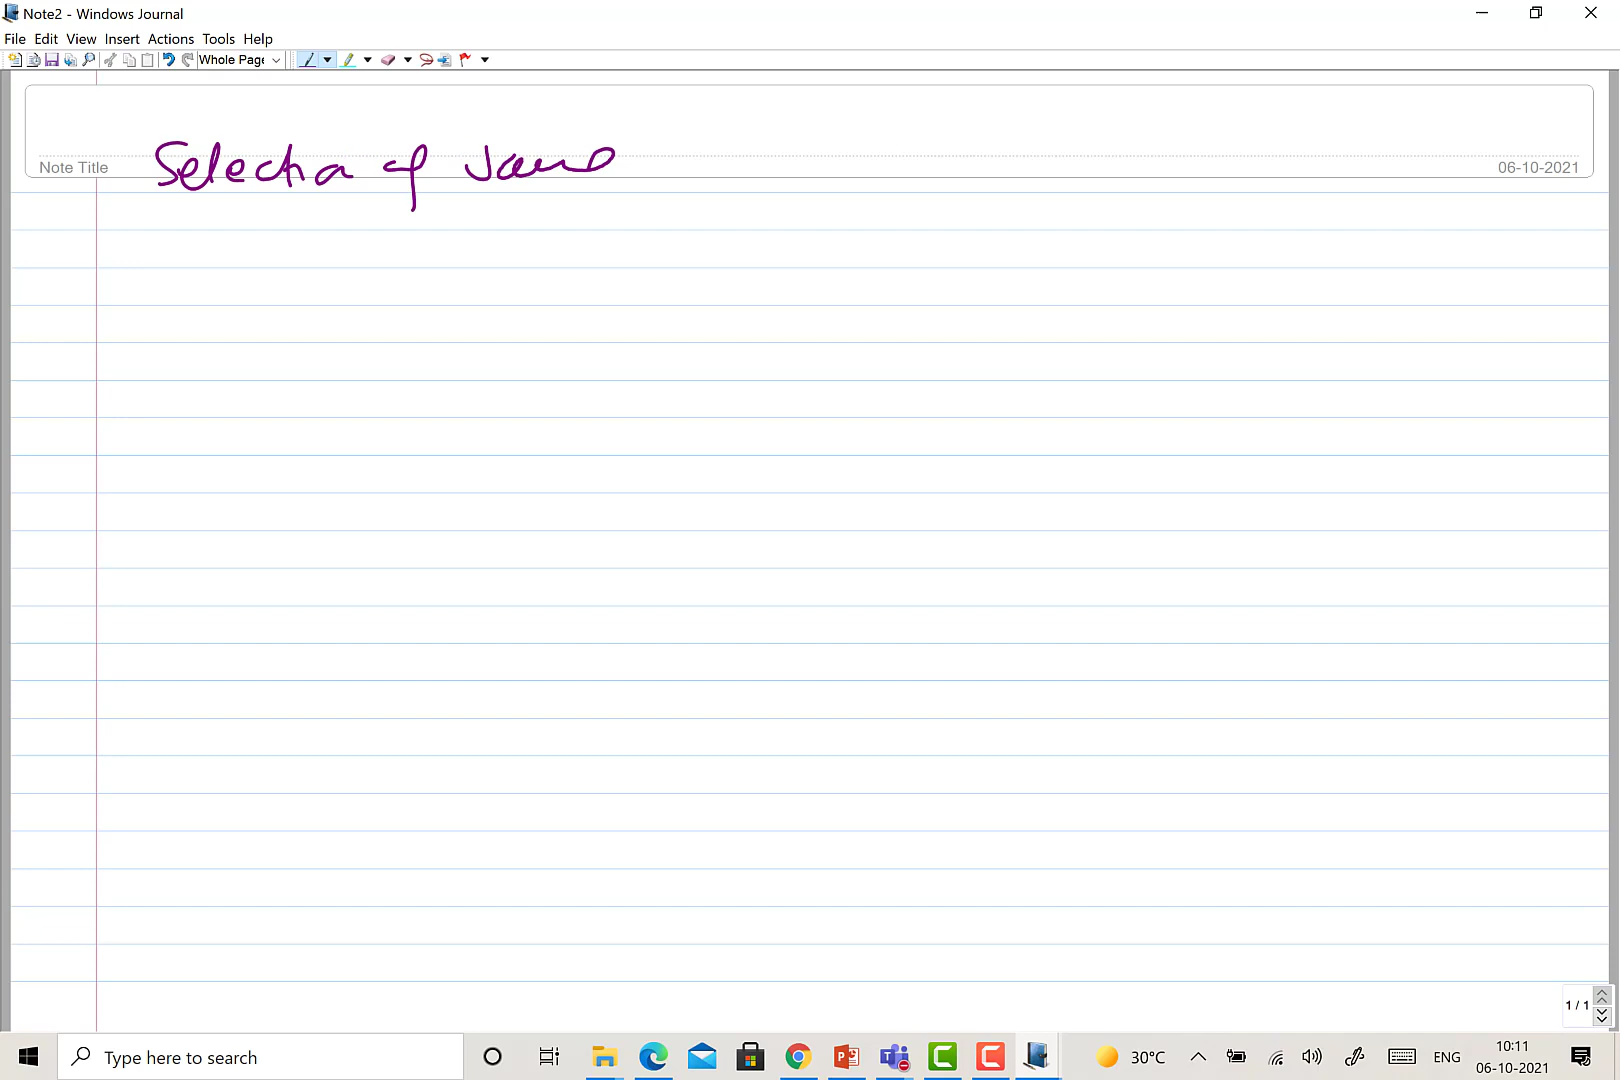 Note2 - Windows Journal
File Edit View Insert Actions Tools Help
Whole Page
Selection of
Note Title
06-10-2021
1 / 1
Type here to search
30°C
ENG
10:11
06-10-2021